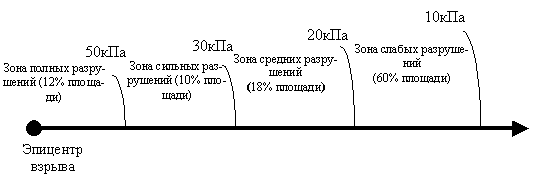 50кПа
30кПа
20кПа
10кПа
Зона полных разру-
шений (12% площа-
ди)
Зона сильных раз-
рушений (10% пло-
щади)
Зона средних разру-
шений
(18% площади)
Зона слабых разруше-
ний
(60% площади)
Эпицентр
взрыва